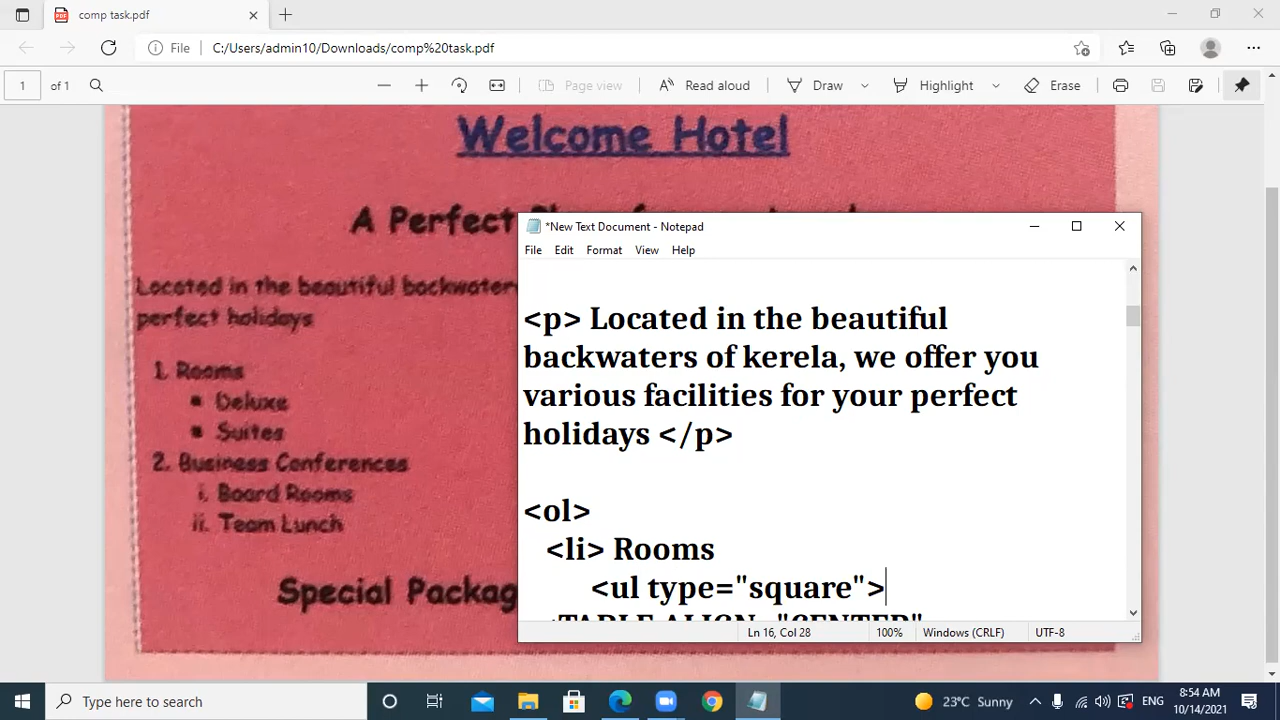 comp task.pdf
File C:/Users/admin10/Downloads/comp%20task.pdf
1 of 1 Page view Read aloud Draw Highlight Erase
Welcome Hotel
A Perfect
Located in the beautiful backwaters
perfect holidays
1. Rooms
Deluxe
Suites
2. Business Conferences
i. Board Rooms
ii. Team Lunch
Special Packag
*New Text Document - Notepad
File Edit Format View Help
<p> Located in the beautiful
backwaters of kerela, we offer you
various facilities for your perfect
holidays </p>
<ol>
<li> Rooms
<ul type="square">
<TABLE ALIGN="CENTER"
Ln 16, Col 28 100% Windows (CRLF) UTF-8
Type here to search 23°C Sunny ENG 8:54 AM
10/14/2021